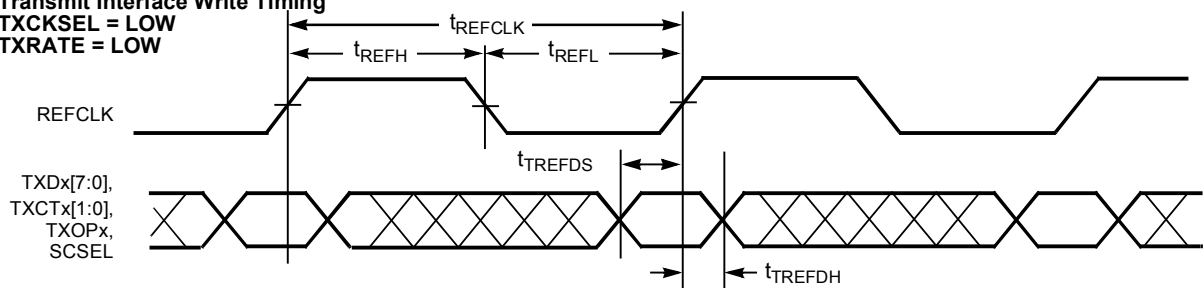 Transmit Interface Write Timing
TXCKSEL = LOW
TXRATE = LOW
tREFCLK
tREFH
tREFL
REFCLK
tTREFDS
TXDx[7:0],
TXCTx[1:0],
TXOPx,
SCSEL
tTREFDH